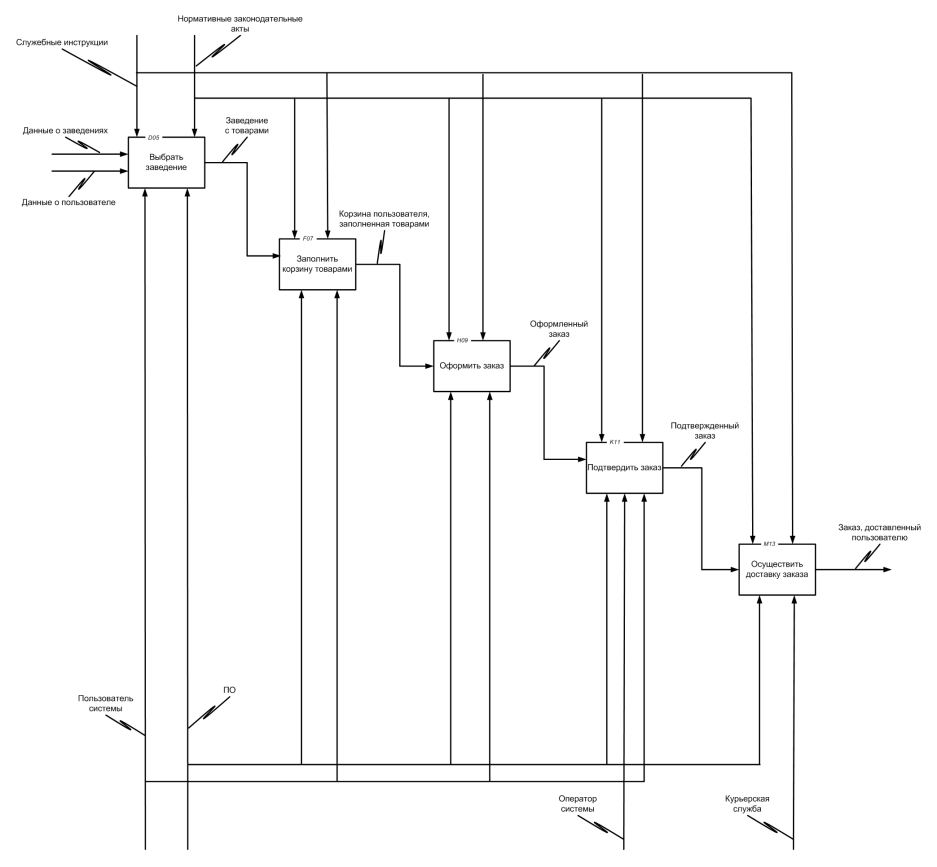 Нормативные законодательные
акты
Служебные инструкции
Данные о заведениях
Данные о пользователе
D05
Выбрать
заведение
Заведение
с товарами
F07
Заполнить
корзину товарами
Корзина пользователя,
заполненная товарами
H09
Оформить заказ
Оформленный
заказ
K11
Подтвердить заказ
Подтвержденный
заказ
M13
Осуществить
доставку заказа
Заказ, доставленный
пользователю
Пользователь
системы
ПО
Оператор
системы
Курьерская
служба